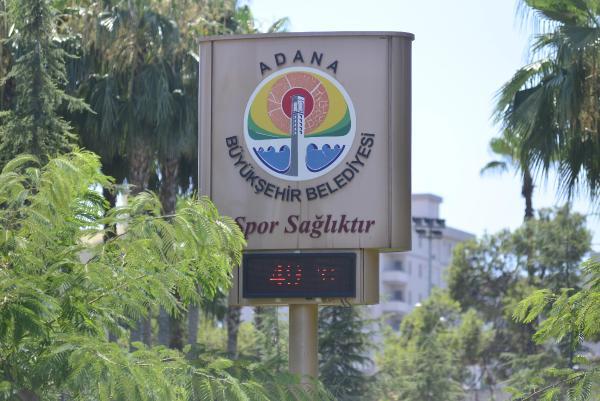 ADANA
BÜYÜKŞEHİR BELEDİYESİ
Spor Sağlıktır